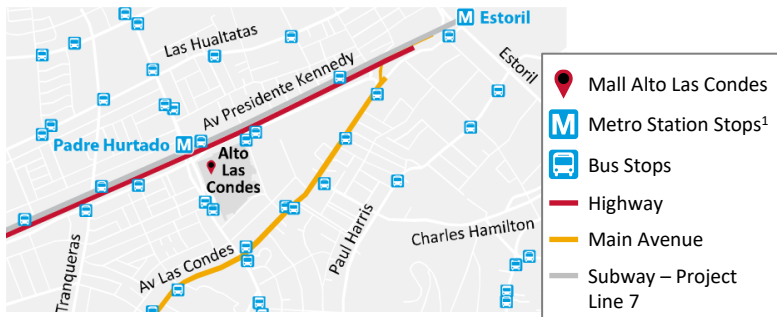 M Estoril
Las Hualtatas
Estoril
Av Presidente Kennedy
Padre Hurtado M
Alto
Las
Condes
Charles Hamilton
Paul Harris
Av Las Condes
Tranqueras
Mall Alto Las Condes
M Metro Station Stops¹
Bus Stops
Highway
Main Avenue
Subway – Project
Line 7